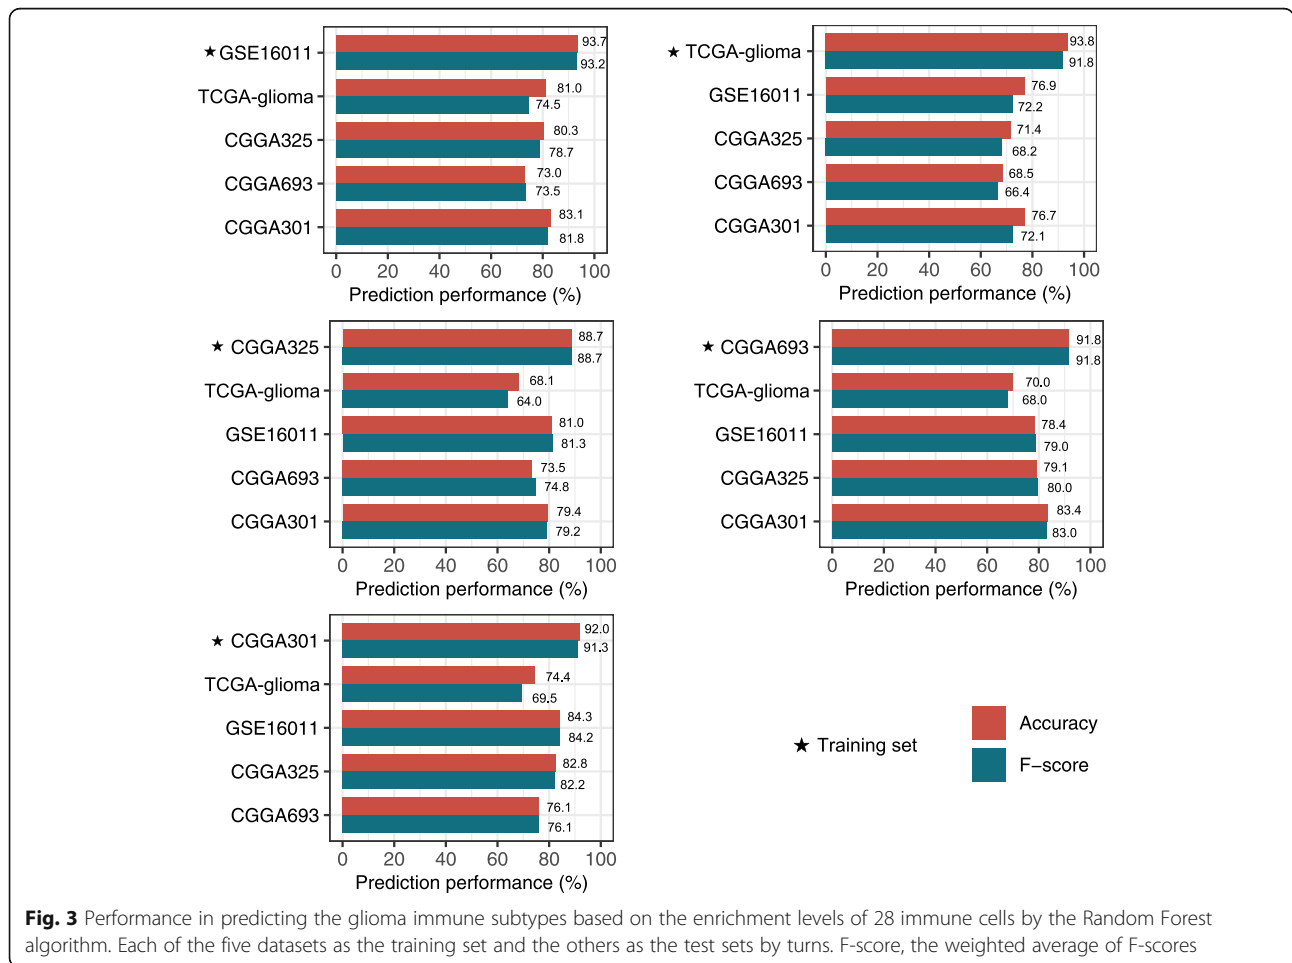 ★ GSE16011
93.7
93.2
TCGA-glioma
81.0
74.5
CGGA325
80.3
78.7
CGGA693
73.0
73.5
CGGA301
83.1
81.8
0 20 40 60 80 100
Prediction performance (%)
★ TCGA-glioma
93.8
91.8
GSE16011
76.9
72.2
CGGA325
71.4
68.2
CGGA693
68.5
66.4
CGGA301
76.7
72.1
0 20 40 60 80 100
Prediction performance (%)
★ CGGA325
88.7
88.7
TCGA-glioma
68.1
64.0
GSE16011
81.0
81.3
CGGA693
73.5
74.8
CGGA301
79.4
79.2
0 20 40 60 80 100
Prediction performance (%)
★ CGGA693
91.8
91.8
TCGA-glioma
70.0
68.0
GSE16011
78.4
79.0
CGGA325
79.1
80.0
CGGA301
83.4
83.0
0 20 40 60 80 100
Prediction performance (%)
★ CGGA301
92.0
91.3
TCGA-glioma
74.4
69.5
GSE16011
84.3
84.2
CGGA325
82.8
82.2
CGGA693
76.1
76.1
0 20 40 60 80 100
Prediction performance (%)
★ Training set
Accuracy
F−score
Fig. 3 Performance in predicting the glioma immune subtypes based on the enrichment levels of 28 immune cells by the Random Forest
algorithm. Each of the five datasets as the training set and the others as the test sets by turns. F-score, the weighted average of F-scores